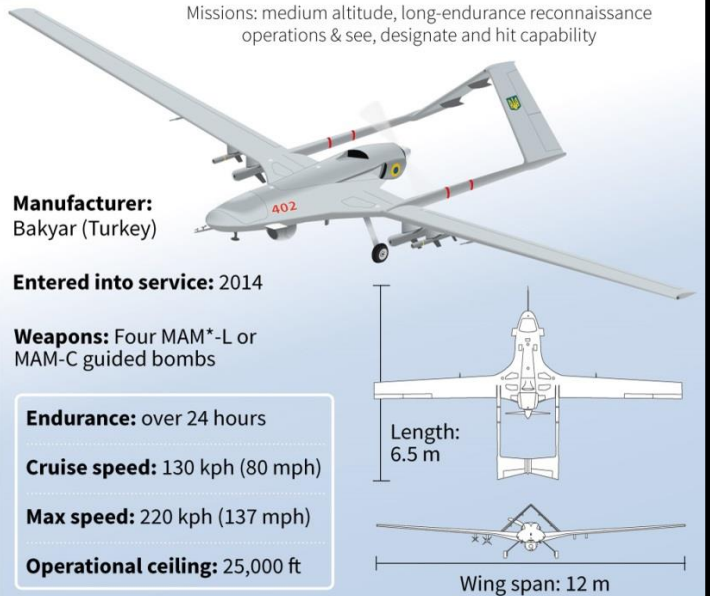 Missions: medium altitude, long-endurance reconnaissance
operations & see, designate and hit capability
402
Manufacturer:
Bakyar (Turkey)
Entered into service: 2014
Weapons: Four MAM*-L or
MAM-C guided bombs
Endurance: over 24 hours
Cruise speed: 130 kph (80 mph)
Max speed: 220 kph (137 mph)
Operational ceiling: 25,000 ft
Length:
6.5 m
Wing span: 12 m